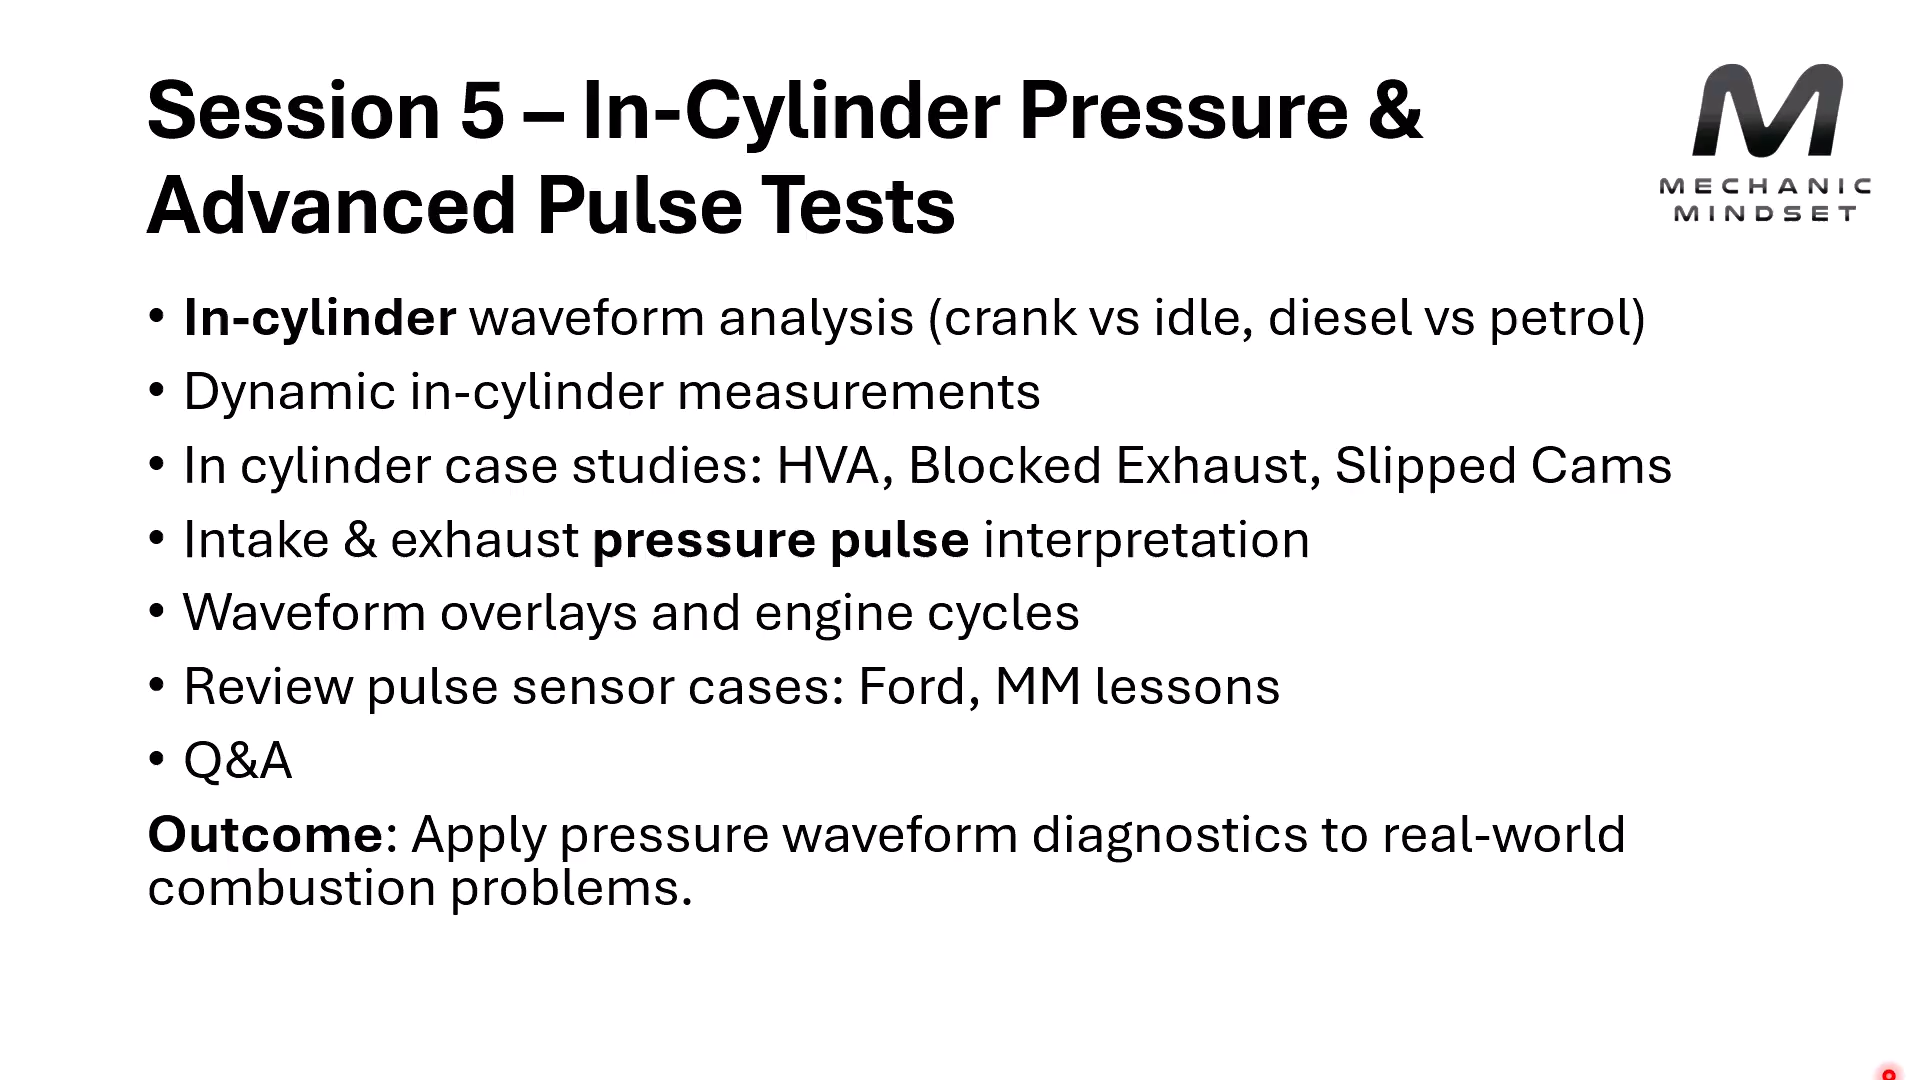 Session 5 – In-Cylinder Pressure &
Advanced Pulse Tests
MECHANIC
MINDSET
• In-cylinder waveform analysis (crank vs idle, diesel vs petrol)
• Dynamic in-cylinder measurements
• In cylinder case studies: HVA, Blocked Exhaust, Slipped Cams
• Intake & exhaust pressure pulse interpretation
• Waveform overlays and engine cycles
• Review pulse sensor cases: Ford, MM lessons
• Q&A
Outcome: Apply pressure waveform diagnostics to real-world
combustion problems.